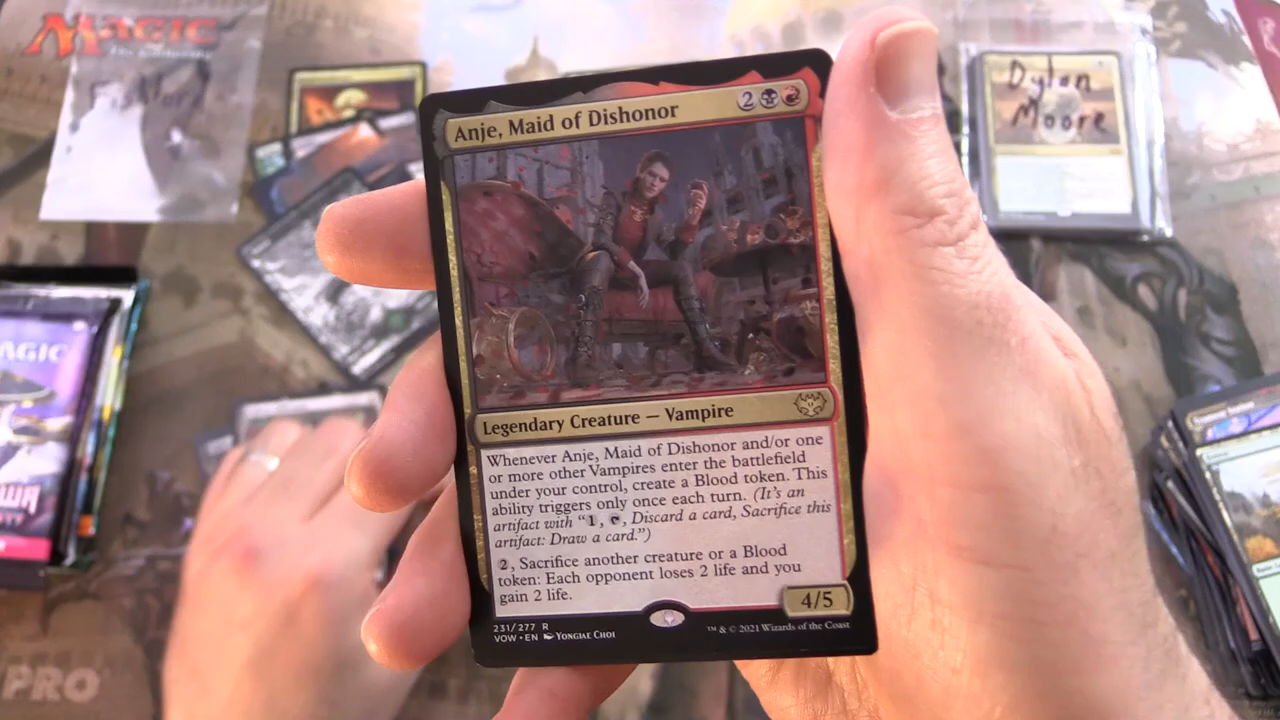 MAGIC
Dylan
Moore
Anje, Maid of Dishonor
2
Legendary Creature — Vampire
Whenever Anje, Maid of Dishonor and/or one
or more other Vampires enter the battlefield
under your control, create a Blood token. This
ability triggers only once each turn. (It's an
artifact with "1, , Discard a card, Sacrifice this
artifact: Draw a card.")
2, Sacrifice another creature or a Blood
token: Each opponent loses 2 life and you
gain 2 life.
4/5
231/277 R
VOW • EN Yongjae Choi
™ & © 2021 Wizards of the Coast
AGIC
PRO